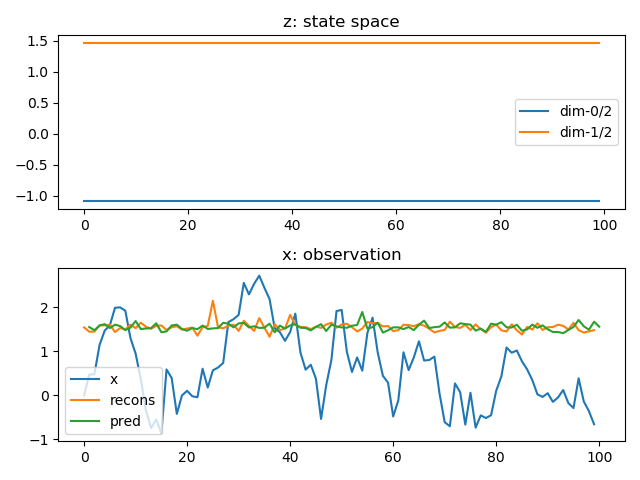 z: state space
1.5
1.0
0.5
0.0
−0.5
−1.0
dim-0/2
dim-1/2
0 20 40 60 80 100
x: observation
2
1
0
−1
x
recons
pred
0 20 40 60 80 100